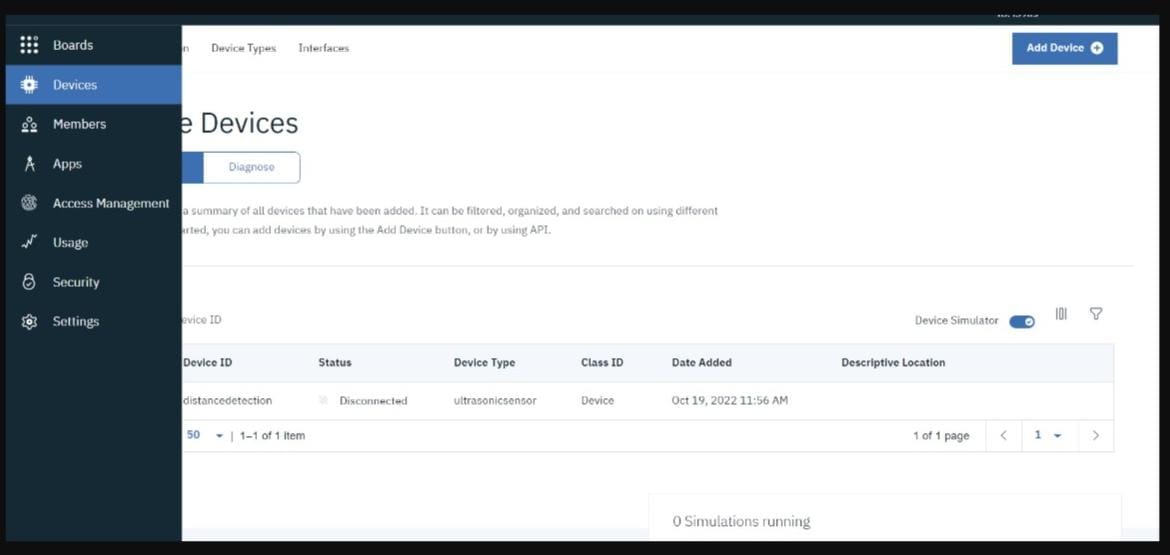 Boards
Devices
Members
Apps
Access Management
Usage
Security
Settings
n Device Types Interfaces
Add Device
e Devices
Diagnose
a summary of all devices that have been added. It can be filtered, organized, and searched on using different
arted, you can add devices by using the Add Device button, or by using API.
evice ID
Device Simulator
Device ID Status Device Type Class ID Date Added Descriptive Location
distancedetection Disconnected ultrasonicsensor Device Oct 19, 2022 11:56 AM
50 | 1–1 of 1 item 1 of 1 page 1
0 Simulations running